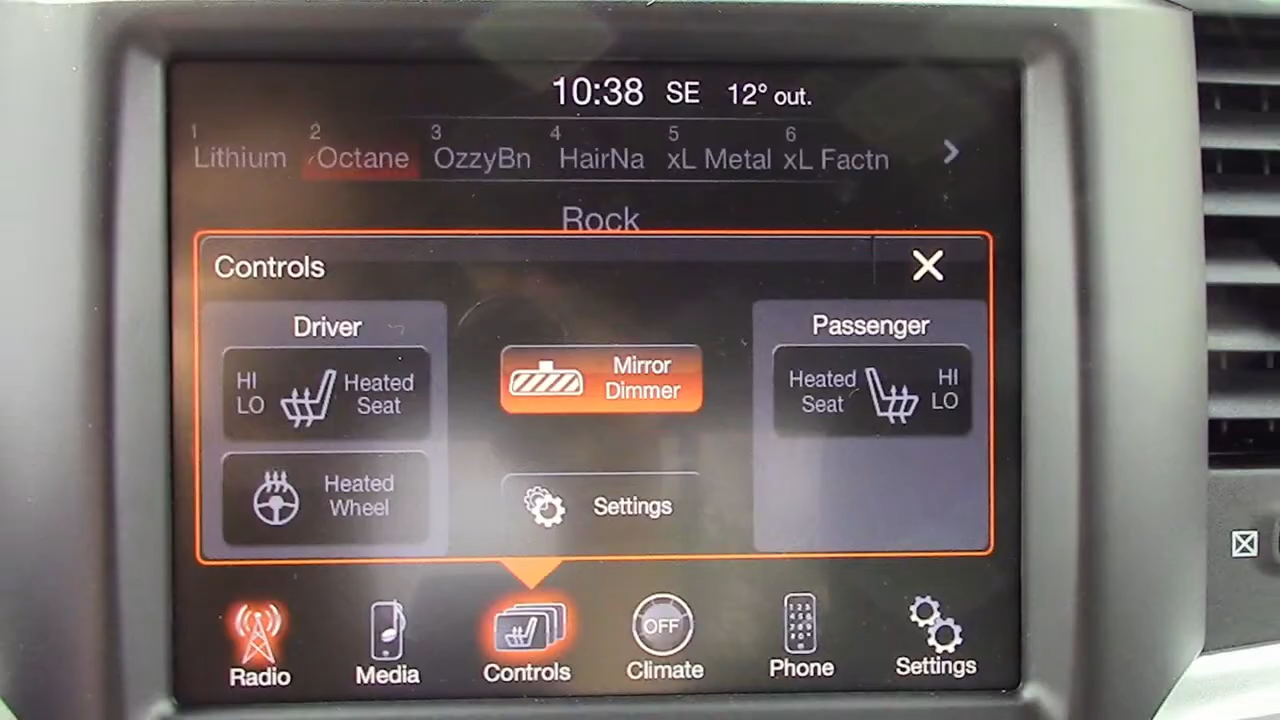 10:38 SE 12° out.
1 2 3 4 5 6
Lithium Octane OzzyBn HairNa xL Metal xL Factn
Rock
Controls
Driver
HI
LO
Heated
Seat
Heated
Wheel
Mirror
Dimmer
Settings
Passenger
Heated
Seat
HI
LO
Radio Media Controls OFF Climate Phone Settings